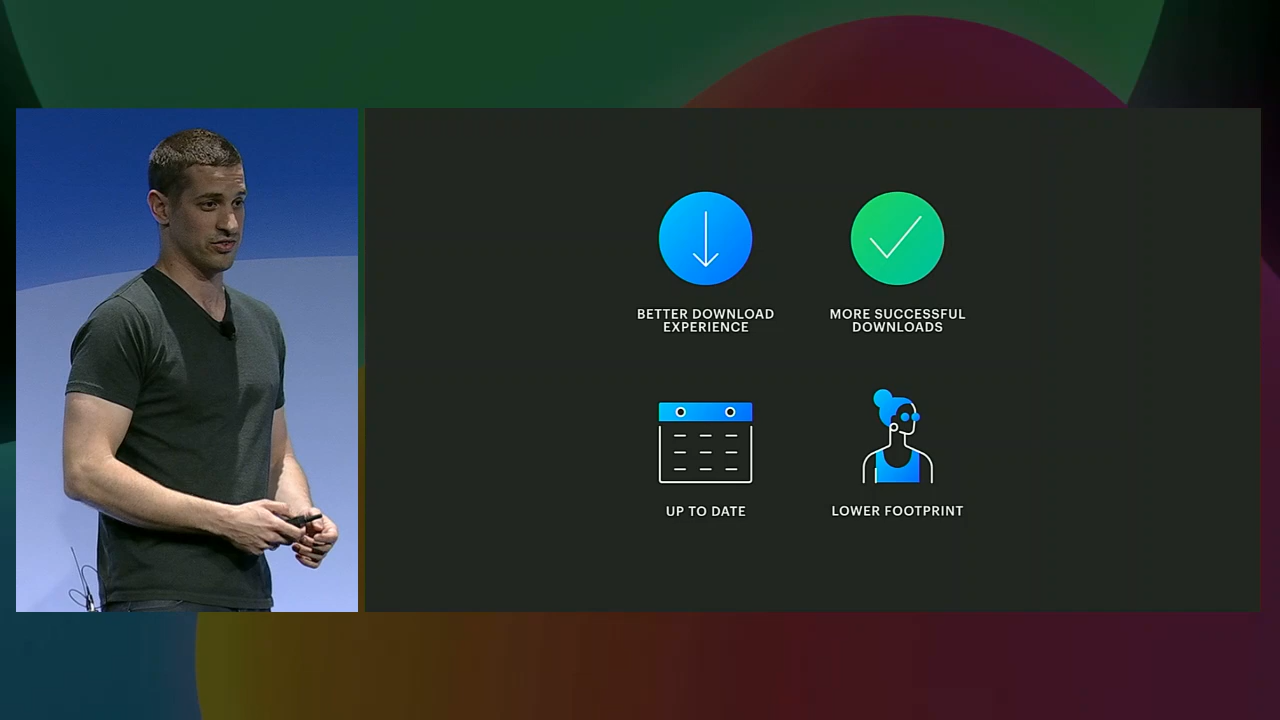 BETTER DOWNLOAD
EXPERIENCE
MORE SUCCESSFUL
DOWNLOADS
UP TO DATE
LOWER FOOTPRINT